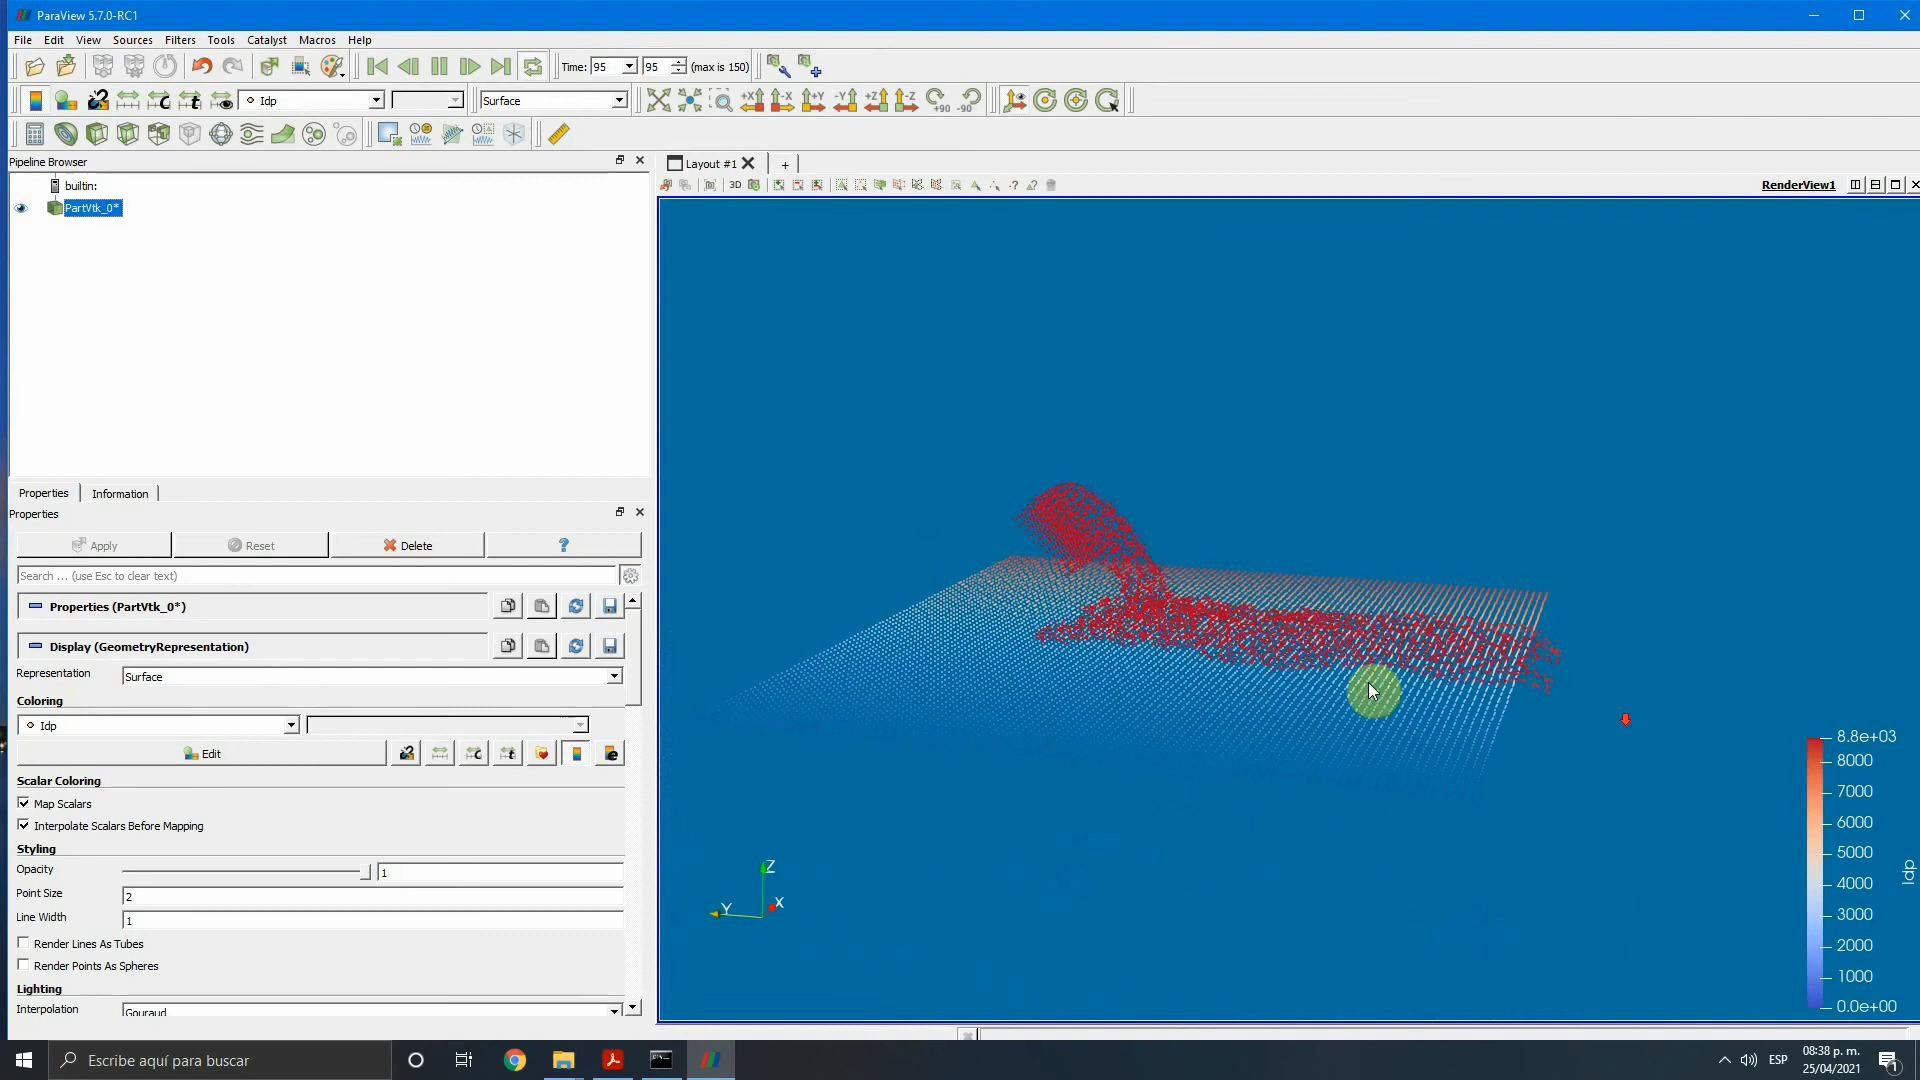 ParaView 5.7.0-RC1
File Edit View Sources Filters Tools Catalyst Macros Help
Time: 95 95 (max is 150)
Idp Surface +X -X +Y -Y +Z -Z +90 -90
Pipeline Browser
Layout #1 +
builtin:
3D RenderView1
PartVtk_0*
Properties Information
Properties
Apply Reset Delete ?
Search ... (use Esc to clear text)
Properties (PartVtk_0*)
Display (GeometryRepresentation)
Representation Surface
Coloring
Idp
Edit
Scalar Coloring
Map Scalars
Interpolate Scalars Before Mapping
Styling
Opacity 1
Point Size 2
Line Width 1
Render Lines As Tubes
Render Points As Spheres
Lighting
Interpolation Gouraud
Z
Y
X
8.8e+03
8000
7000
6000
5000
4000
3000
2000
1000
0.0e+00
Idp
Escribe aquí para buscar
ESP
08:38 p. m.
25/04/2021
1